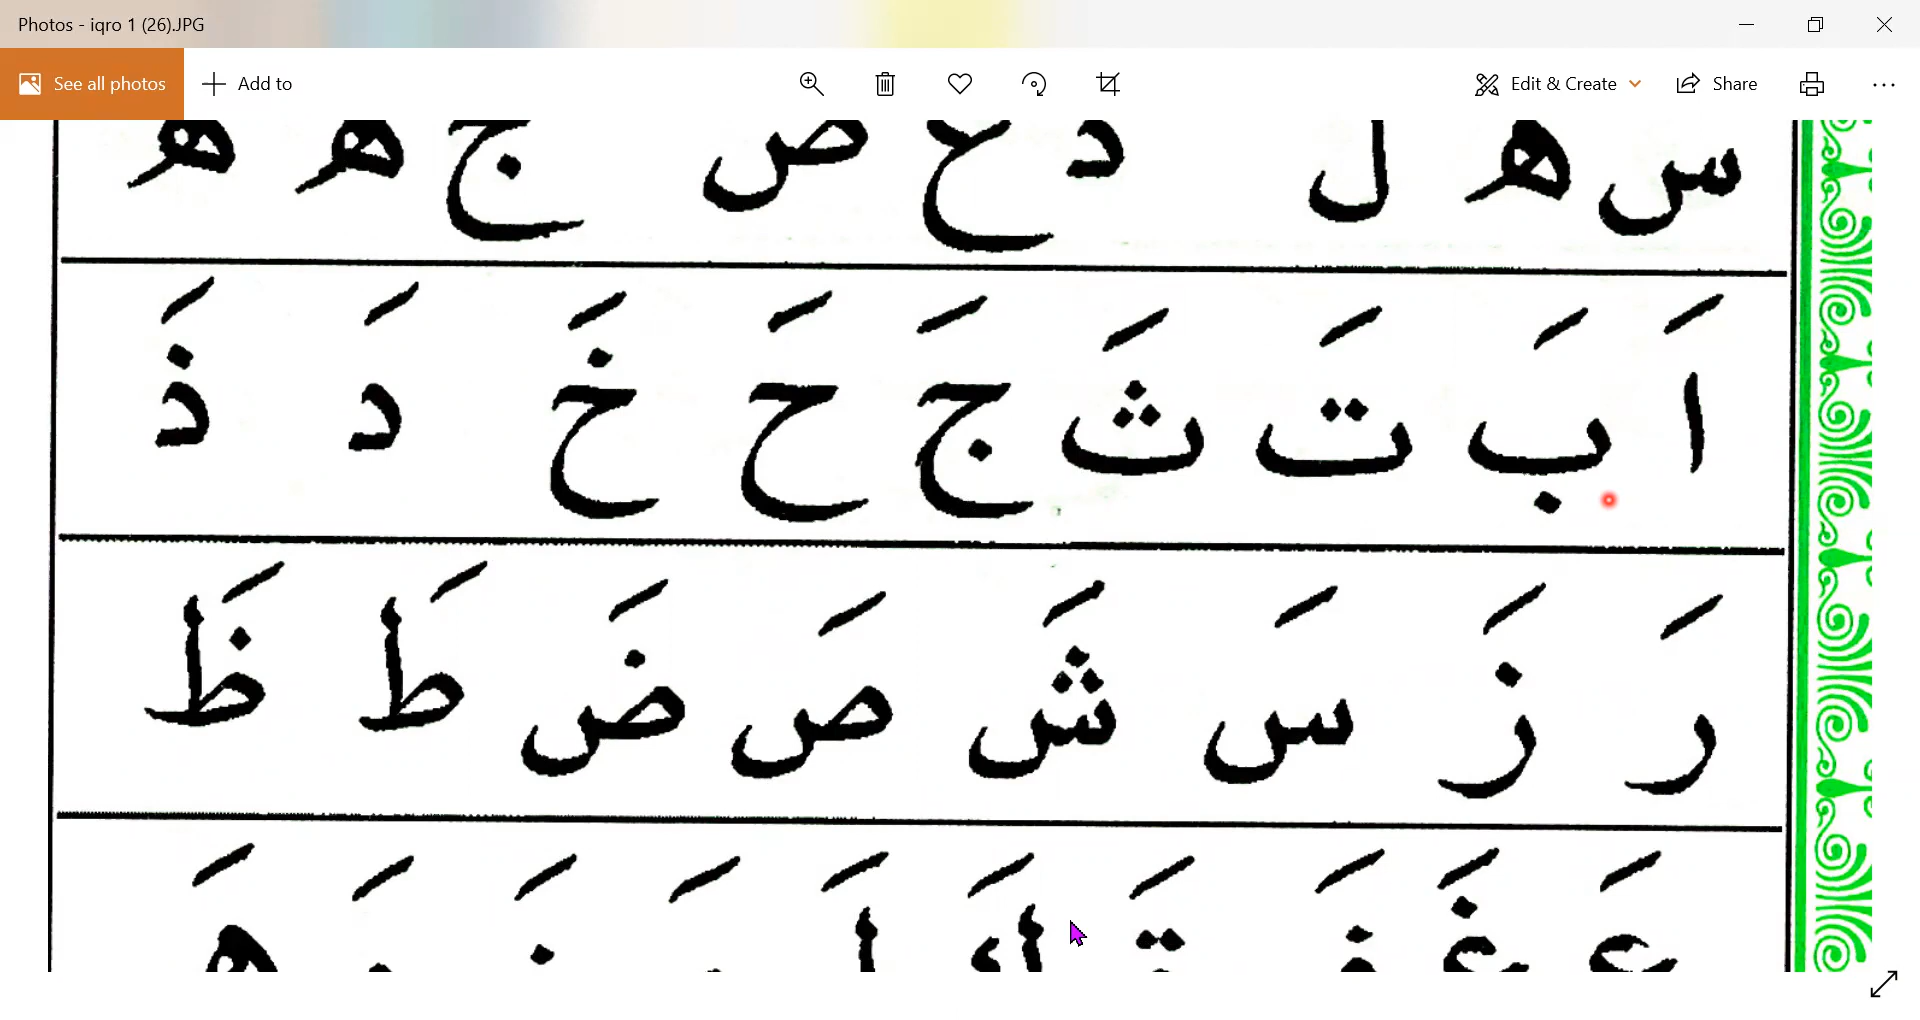 Photos - iqro 1 (26).JPG
See all photos
Add to
Edit & Create
Share
س ه ل د ح ص ج ه ه
اَ بَ تَ ثَ جَ حَ خَ دَ ذَ
رَ زَ سَ شَ صَ ضَ طَ ظَ
عَ غَ فَ قَ كَ لَ